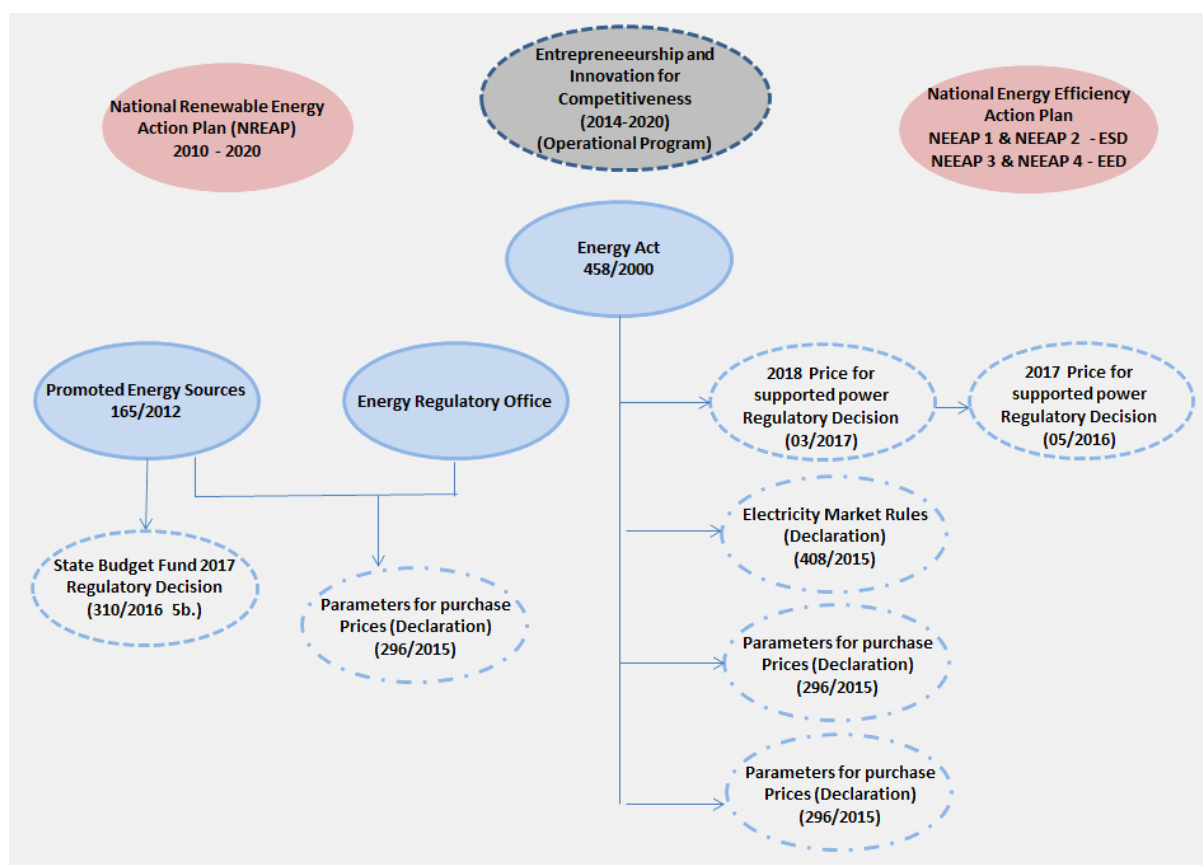 National Renewable Energy
Action Plan (NREAP)
2010 - 2020
Entrepreneurship and
Innovation for
Competitiveness
(2014-2020)
(Operational Program)
National Energy Efficiency
Action Plan
NEEAP 1 & NEEAP 2 - ESD
NEEAP 3 & NEEAP 4 - EED
Energy Act
458/2000
Promoted Energy Sources
165/2012
Energy Regulatory Office
2018 Price for
supported power
Regulatory Decision
(03/2017)
2017 Price for
supported power
Regulatory Decision
(05/2016)
State Budget Fund 2017
Regulatory Decision
(310/2016 5b.)
Parameters for purchase
Prices (Declaration)
(296/2015)
Electricity Market Rules
(Declaration)
(408/2015)
Parameters for purchase
Prices (Declaration)
(296/2015)
Parameters for purchase
Prices (Declaration)
(296/2015)